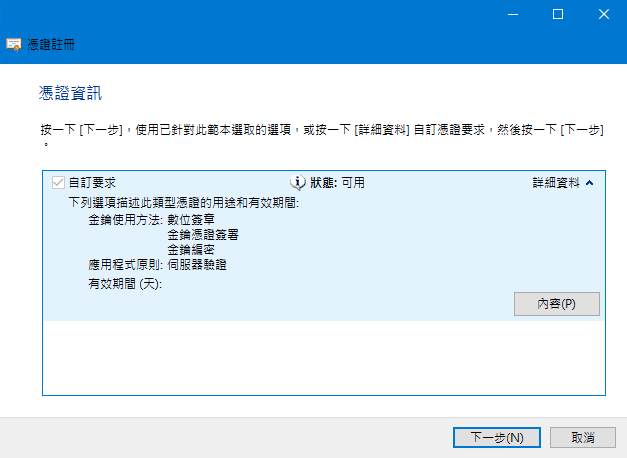 憑證註冊
憑證資訊
按一下 [下一步]，使用已針對此範本選取的選項，或按一下 [詳細資料] 自訂憑證要求，然後按一下 [下一步]
。
自訂要求 狀態: 可用 詳細資料
下列選項描述此類型憑證的用途和有效期間:
金鑰使用方法: 數位簽章
金鑰憑證簽署
金鑰編密
應用程式原則: 伺服器驗證
有效期間 (天):
內容(P)
下一步(N) 取消